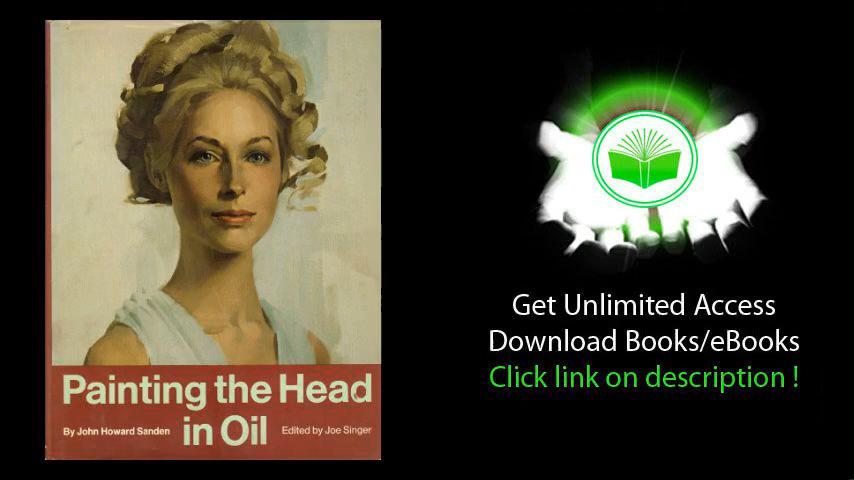 Painting the Head
in Oil
By John Howard Sanden
Edited by Joe Singer
Get Unlimited Access
Download Books/eBooks
Click link on description !